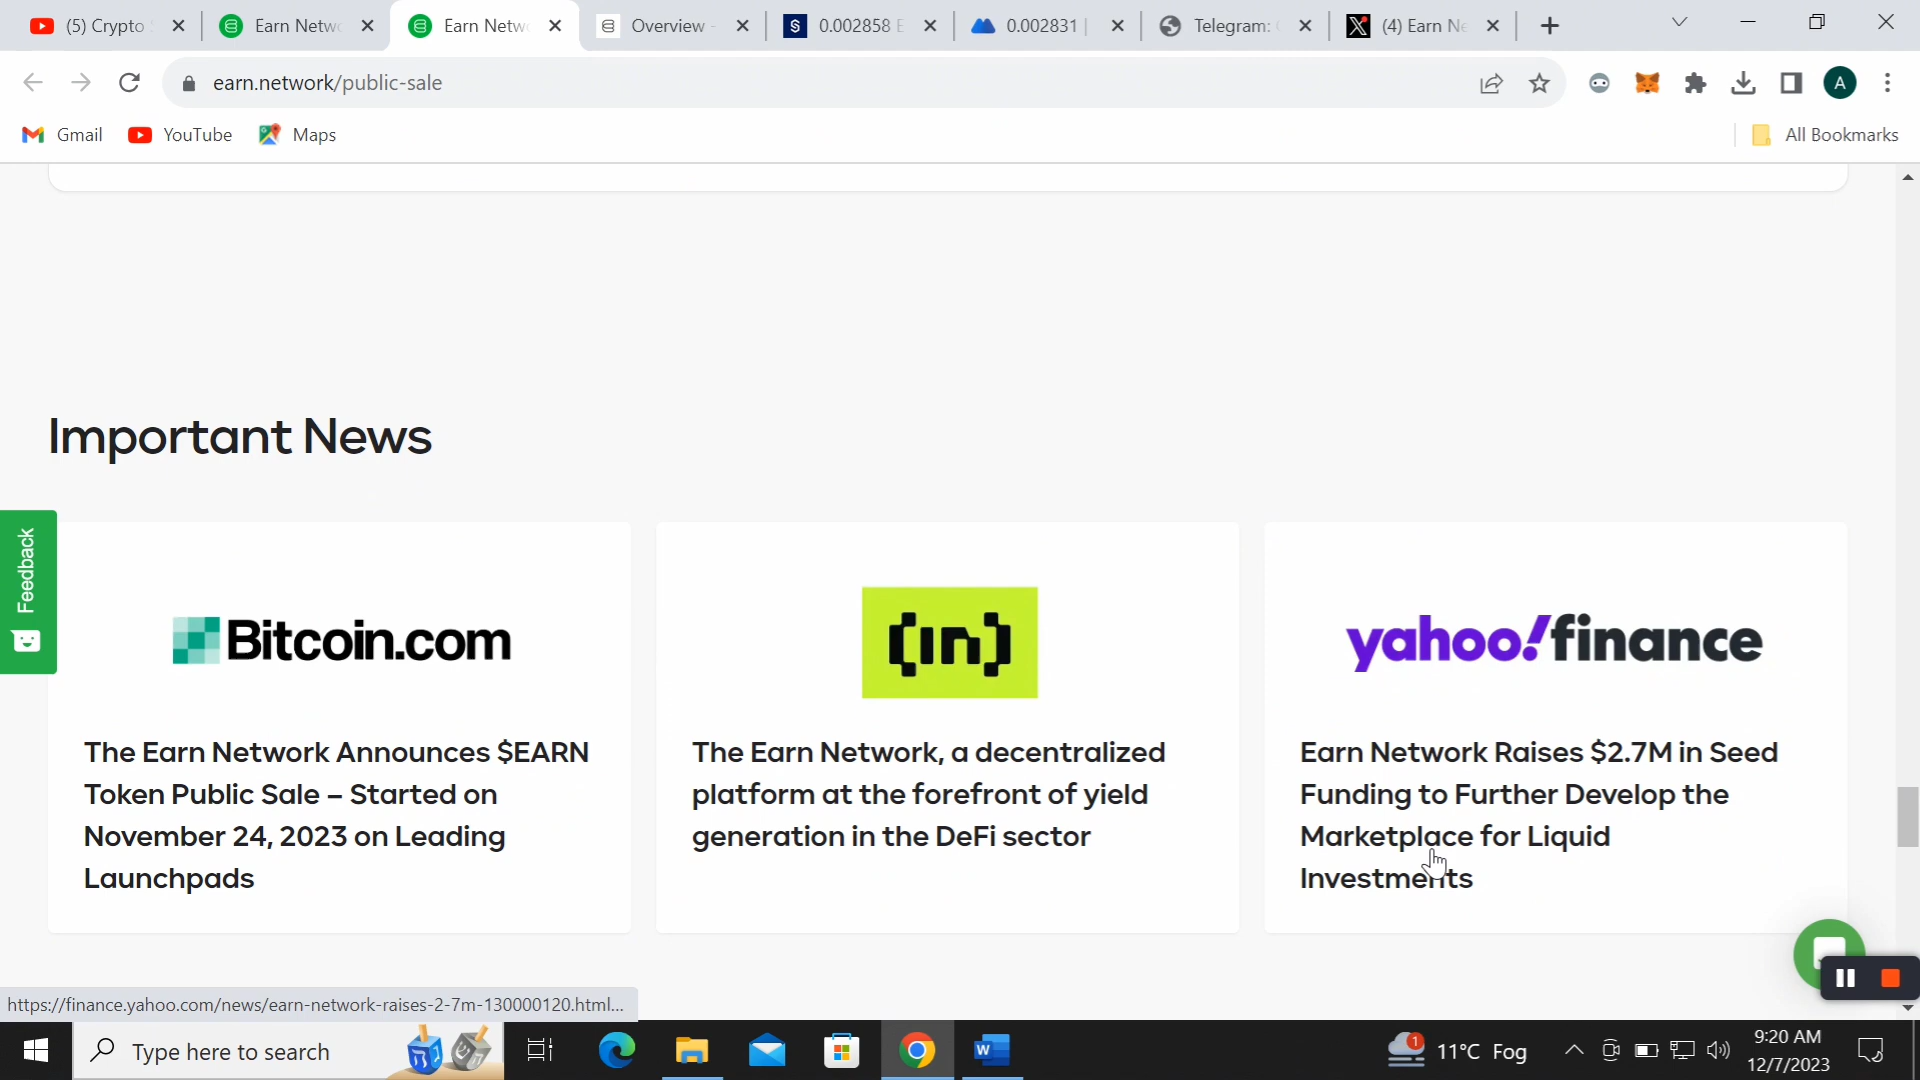 (5) Crypto
Earn Netw
Earn Netw
Overview -
0.002858 E
0.002831 |
Telegram:
(4) Earn Ne
earn.network/public-sale
A
Gmail
YouTube
Maps
All Bookmarks
Important News
Feedback
Bitcoin.com
The Earn Network Announces $EARN
Token Public Sale – Started on
November 24, 2023 on Leading
Launchpads
(in)
The Earn Network, a decentralized
platform at the forefront of yield
generation in the DeFi sector
yahoo!finance
Earn Network Raises $2.7M in Seed
Funding to Further Develop the
Marketplace for Liquid
Investments
https://finance.yahoo.com/news/earn-network-raises-2-7m-130000120.html...
Type here to search
1
11°C Fog
9:20 AM
12/7/2023